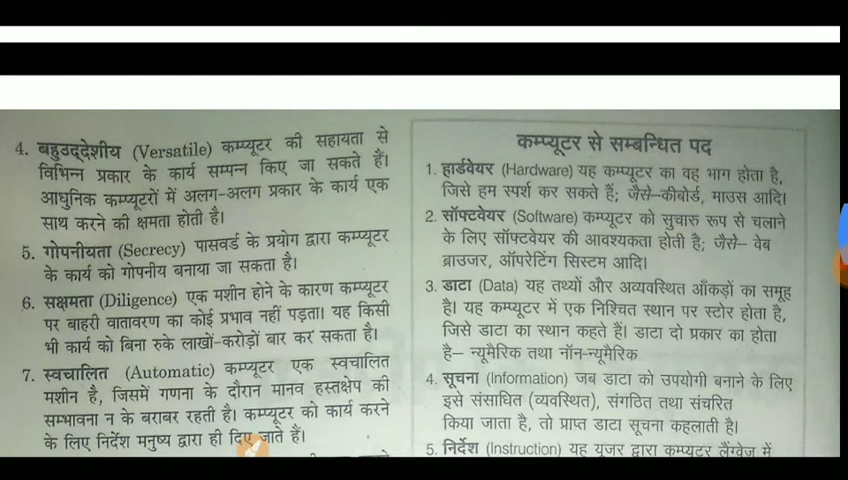 4. बहुउद्देशीय (Versatile) कम्प्यूटर की सहायता से
विभिन्न प्रकार के कार्य सम्पन्न किए जा सकते हैं।
आधुनिक कम्प्यूटरों में अलग-अलग प्रकार के कार्य एक
साथ करने की क्षमता होती है।
5. गोपनीयता (Secrecy) पासवर्ड के प्रयोग द्वारा कम्प्यूटर
के कार्य को गोपनीय बनाया जा सकता है।
6. सक्षमता (Diligence) एक मशीन होने के कारण कम्प्यूटर
पर बाहरी वातावरण का कोई प्रभाव नहीं पड़ता। यह किसी
भी कार्य को बिना रुके लाखों-करोड़ों बार कर सकता है।
7. स्वचालित (Automatic) कम्प्यूटर एक स्वचालित
मशीन है, जिसमें गणना के दौरान मानव हस्तक्षेप की
सम्भावना न के बराबर रहती है। कम्प्यूटर को कार्य करने
के लिए निर्देश मनुष्य द्वारा ही दिए जाते हैं।
कम्प्यूटर से सम्बन्धित पद
1. हार्डवेयर (Hardware) यह कम्प्यूटर का वह भाग होता है,
जिसे हम स्पर्श कर सकते हैं; जैसे-कीबोर्ड, माउस आदि।
2. सॉफ्टवेयर (Software) कम्प्यूटर को सुचारु रूप से चलाने
के लिए सॉफ्टवेयर की आवश्यकता होती है; जैसे– वेब
ब्राउजर, ऑपरेटिंग सिस्टम आदि।
3. डाटा (Data) यह तथ्यों और अव्यवस्थित आँकड़ों का समूह
है। यह कम्प्यूटर में एक निश्चित स्थान पर स्टोर होता है,
जिसे डाटा का स्थान कहते हैं। डाटा दो प्रकार का होता
है– न्यूमैरिक तथा नॉन-न्यूमैरिक
4. सूचना (Information) जब डाटा को उपयोगी बनाने के लिए
इसे संसाधित (व्यवस्थित), संगठित तथा संचरित
किया जाता है, तो प्राप्त डाटा सूचना कहलाती है।
5. निर्देश (Instruction) यह यूजर द्वारा कम्प्यूटर लैंग्वेज में